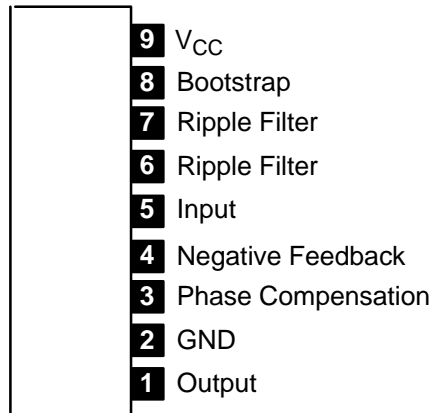 9 VCC
8 Bootstrap
7 Ripple Filter
6 Ripple Filter
5 Input
4 Negative Feedback
3 Phase Compensation
2 GND
1 Output